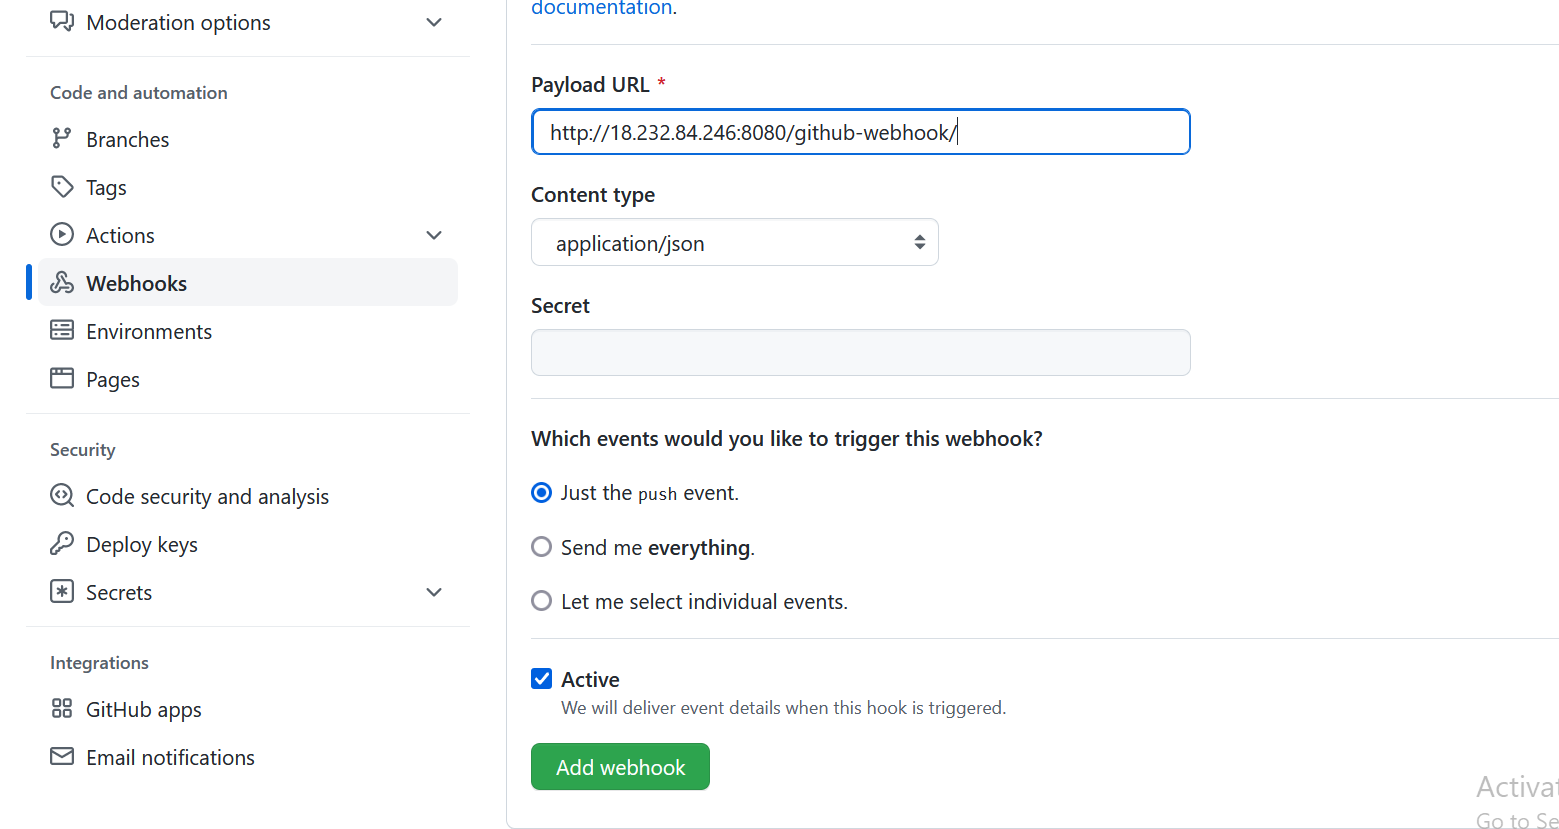 Moderation options
Code and automation
Branches
Tags
Actions
Webhooks
Environments
Pages
Security
Code security and analysis
Deploy keys
Secrets
Integrations
GitHub apps
Email notifications
documentation.
Payload URL *
http://18.232.84.246:8080/github-webhook/
Content type
application/json
Secret
Which events would you like to trigger this webhook?
Just the push event.
Send me everything.
Let me select individual events.
Active
We will deliver event details when this hook is triggered.
Add webhook
Activat
Go to Se